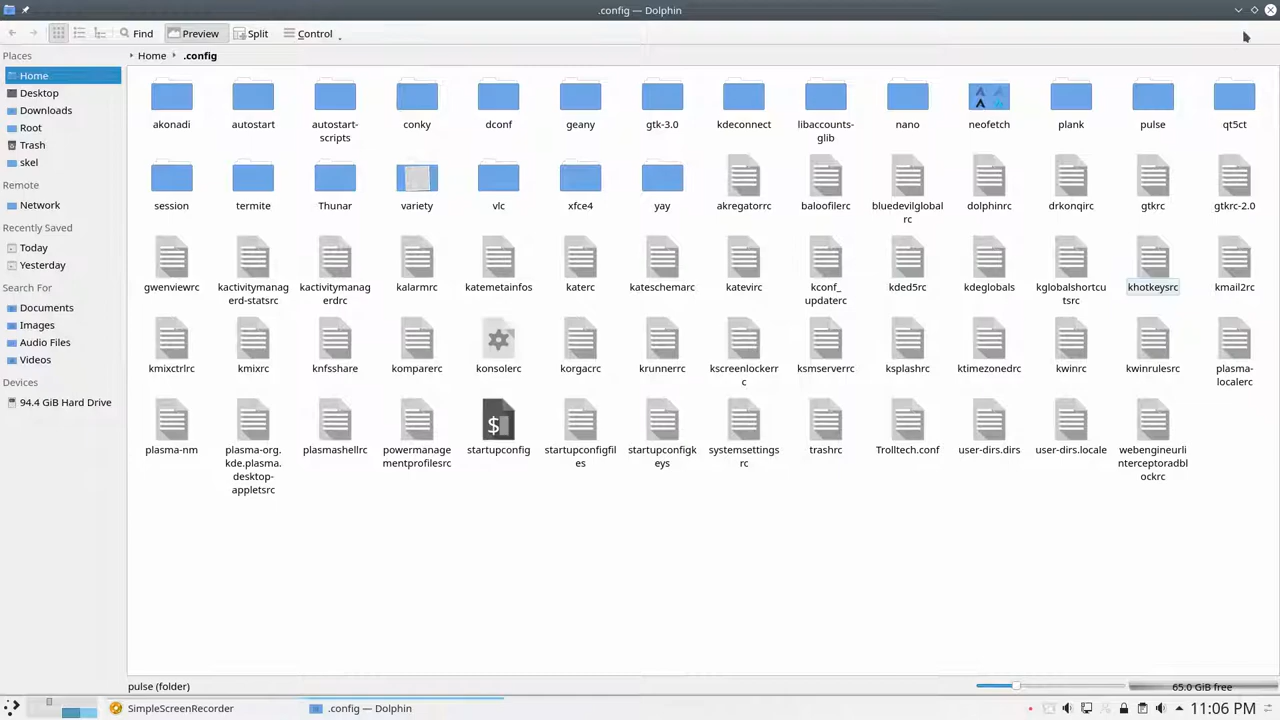 .config — Dolphin
Find
Preview
Split
Control
Places
Home
Desktop
Downloads
Root
Trash
skel
Remote
Network
Recently Saved
Today
Yesterday
Search For
Documents
Images
Audio Files
Videos
Devices
94.4 GiB Hard Drive
Home
.config
akonadi
autostart
autostart-
scripts
conky
dconf
geany
gtk-3.0
kdeconnect
libaccounts-
glib
nano
neofetch
plank
pulse
qt5ct
session
termite
Thunar
variety
vlc
xfce4
yay
akregatorrc
baloofilerc
bluedevilglobal
rc
dolphinrc
drkonqirc
gtkrc
gtkrc-2.0
gwenviewrc
kactivitymanag
erd-statsrc
kactivitymanag
erdrc
kalarmrc
katemetainfos
katerc
kateschemarc
katevirc
kconf_
updaterc
kded5rc
kdeglobals
kglobalshortcu
tsrc
khotkeysrc
kmail2rc
kmixctrlrc
kmixrc
knfsshare
komparerc
konsolerc
korgacrc
krunnerrc
kscreenlockerr
c
ksmserverrc
ksplashrc
ktimezonedrc
kwinrc
kwinrulesrc
plasma-
localerc
plasma-nm
plasma-org.
kde.plasma.
desktop-
appletsrc
plasmashellrc
powermanage
mentprofilesrc
startupconfig
startupconfigfil
es
startupconfigk
eys
systemsettings
rc
trashrc
Trolltech.conf
user-dirs.dirs
user-dirs.locale
webengineurli
nterceptoradbl
ockrc
pulse (folder)
65.0 GiB free
SimpleScreenRecorder
.config — Dolphin
11:06 PM